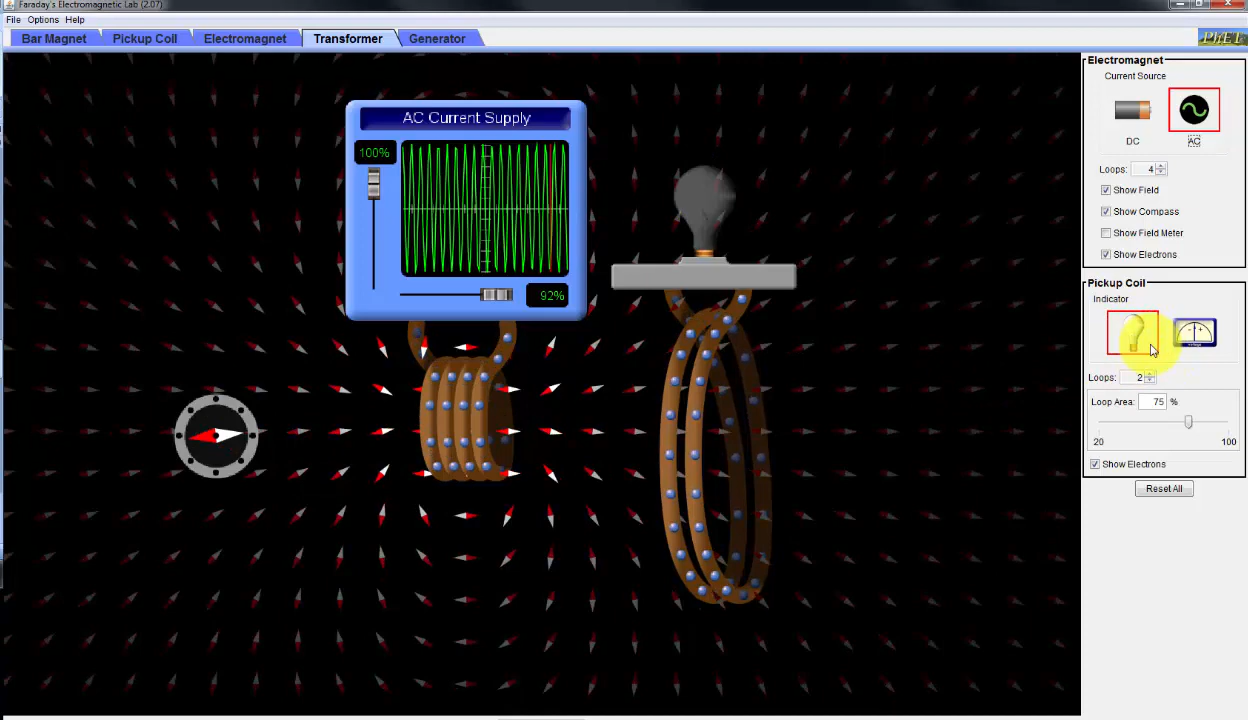 Faraday's Electromagnetic Lab (2.07)
File Options Help
Bar Magnet Pickup Coil Electromagnet Transformer Generator
PhET
AC Current Supply
100%
92%
Electromagnet
Current Source
DC AC
Loops: 4
Show Field
Show Compass
Show Field Meter
Show Electrons
Pickup Coil
Indicator
Loops: 2
Loop Area: 75 %
20 100
Show Electrons
Reset All